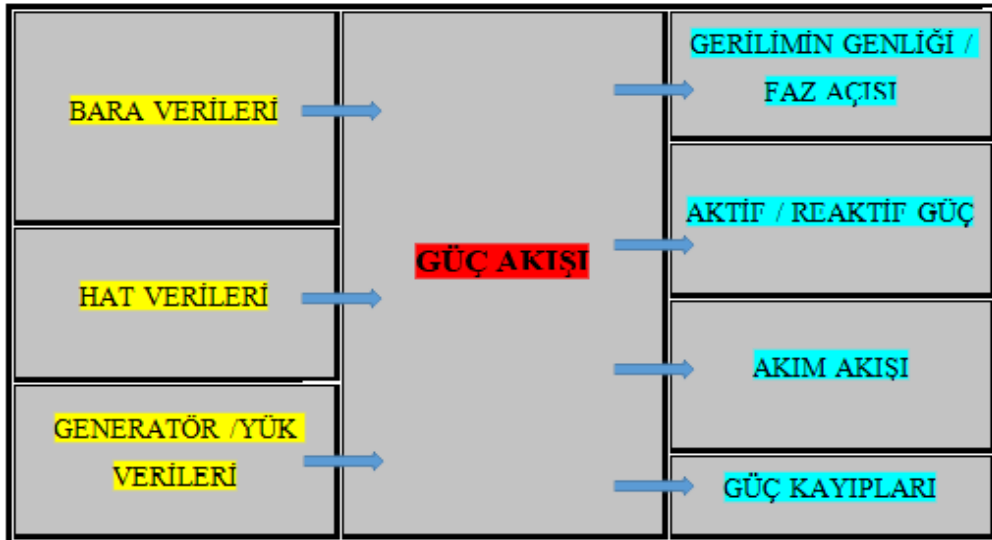 BARA VERİLERİ
HAT VERİLERİ
GENERATÖR /YÜK
VERİLERİ
GÜÇ AKIŞI
GERİLİMİN GENLİĞİ /
FAZ AÇISI
AKTİF / REAKTİF GÜÇ
AKIM AKIŞI
GÜÇ KAYIPLARI